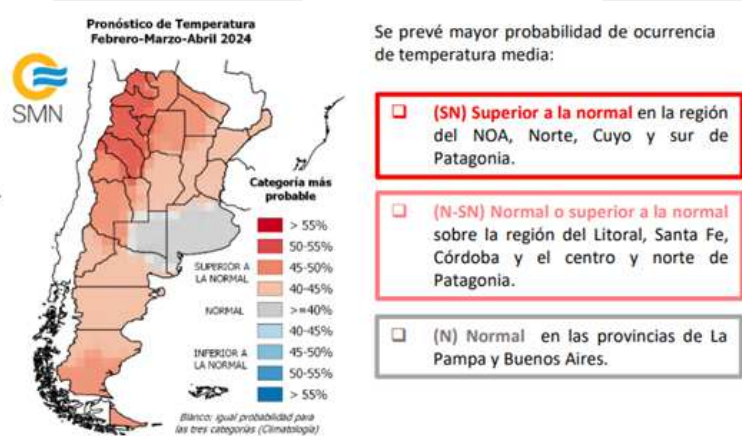 Pronóstico de Temperatura
Febrero-Marzo-Abril 2024
SMN
Categoría más
probable
> 55%
50-55%
SUPERIOR A
LA NORMAL
45-50%
40-45%
NORMAL
>=40%
40-45%
INFERIOR A
LA NORMAL
45-50%
50-55%
> 55%
Blanco: igual probabilidad para
las tres categorías (Climatología)
Se prevé mayor probabilidad de ocurrencia
de temperatura media:
(SN) Superior a la normal en la región
del NOA, Norte, Cuyo y sur de
Patagonia.
(N-SN) Normal o superior a la normal
sobre la región del Litoral, Santa Fe,
Córdoba y el centro y norte de
Patagonia.
(N) Normal en las provincias de La
Pampa y Buenos Aires.